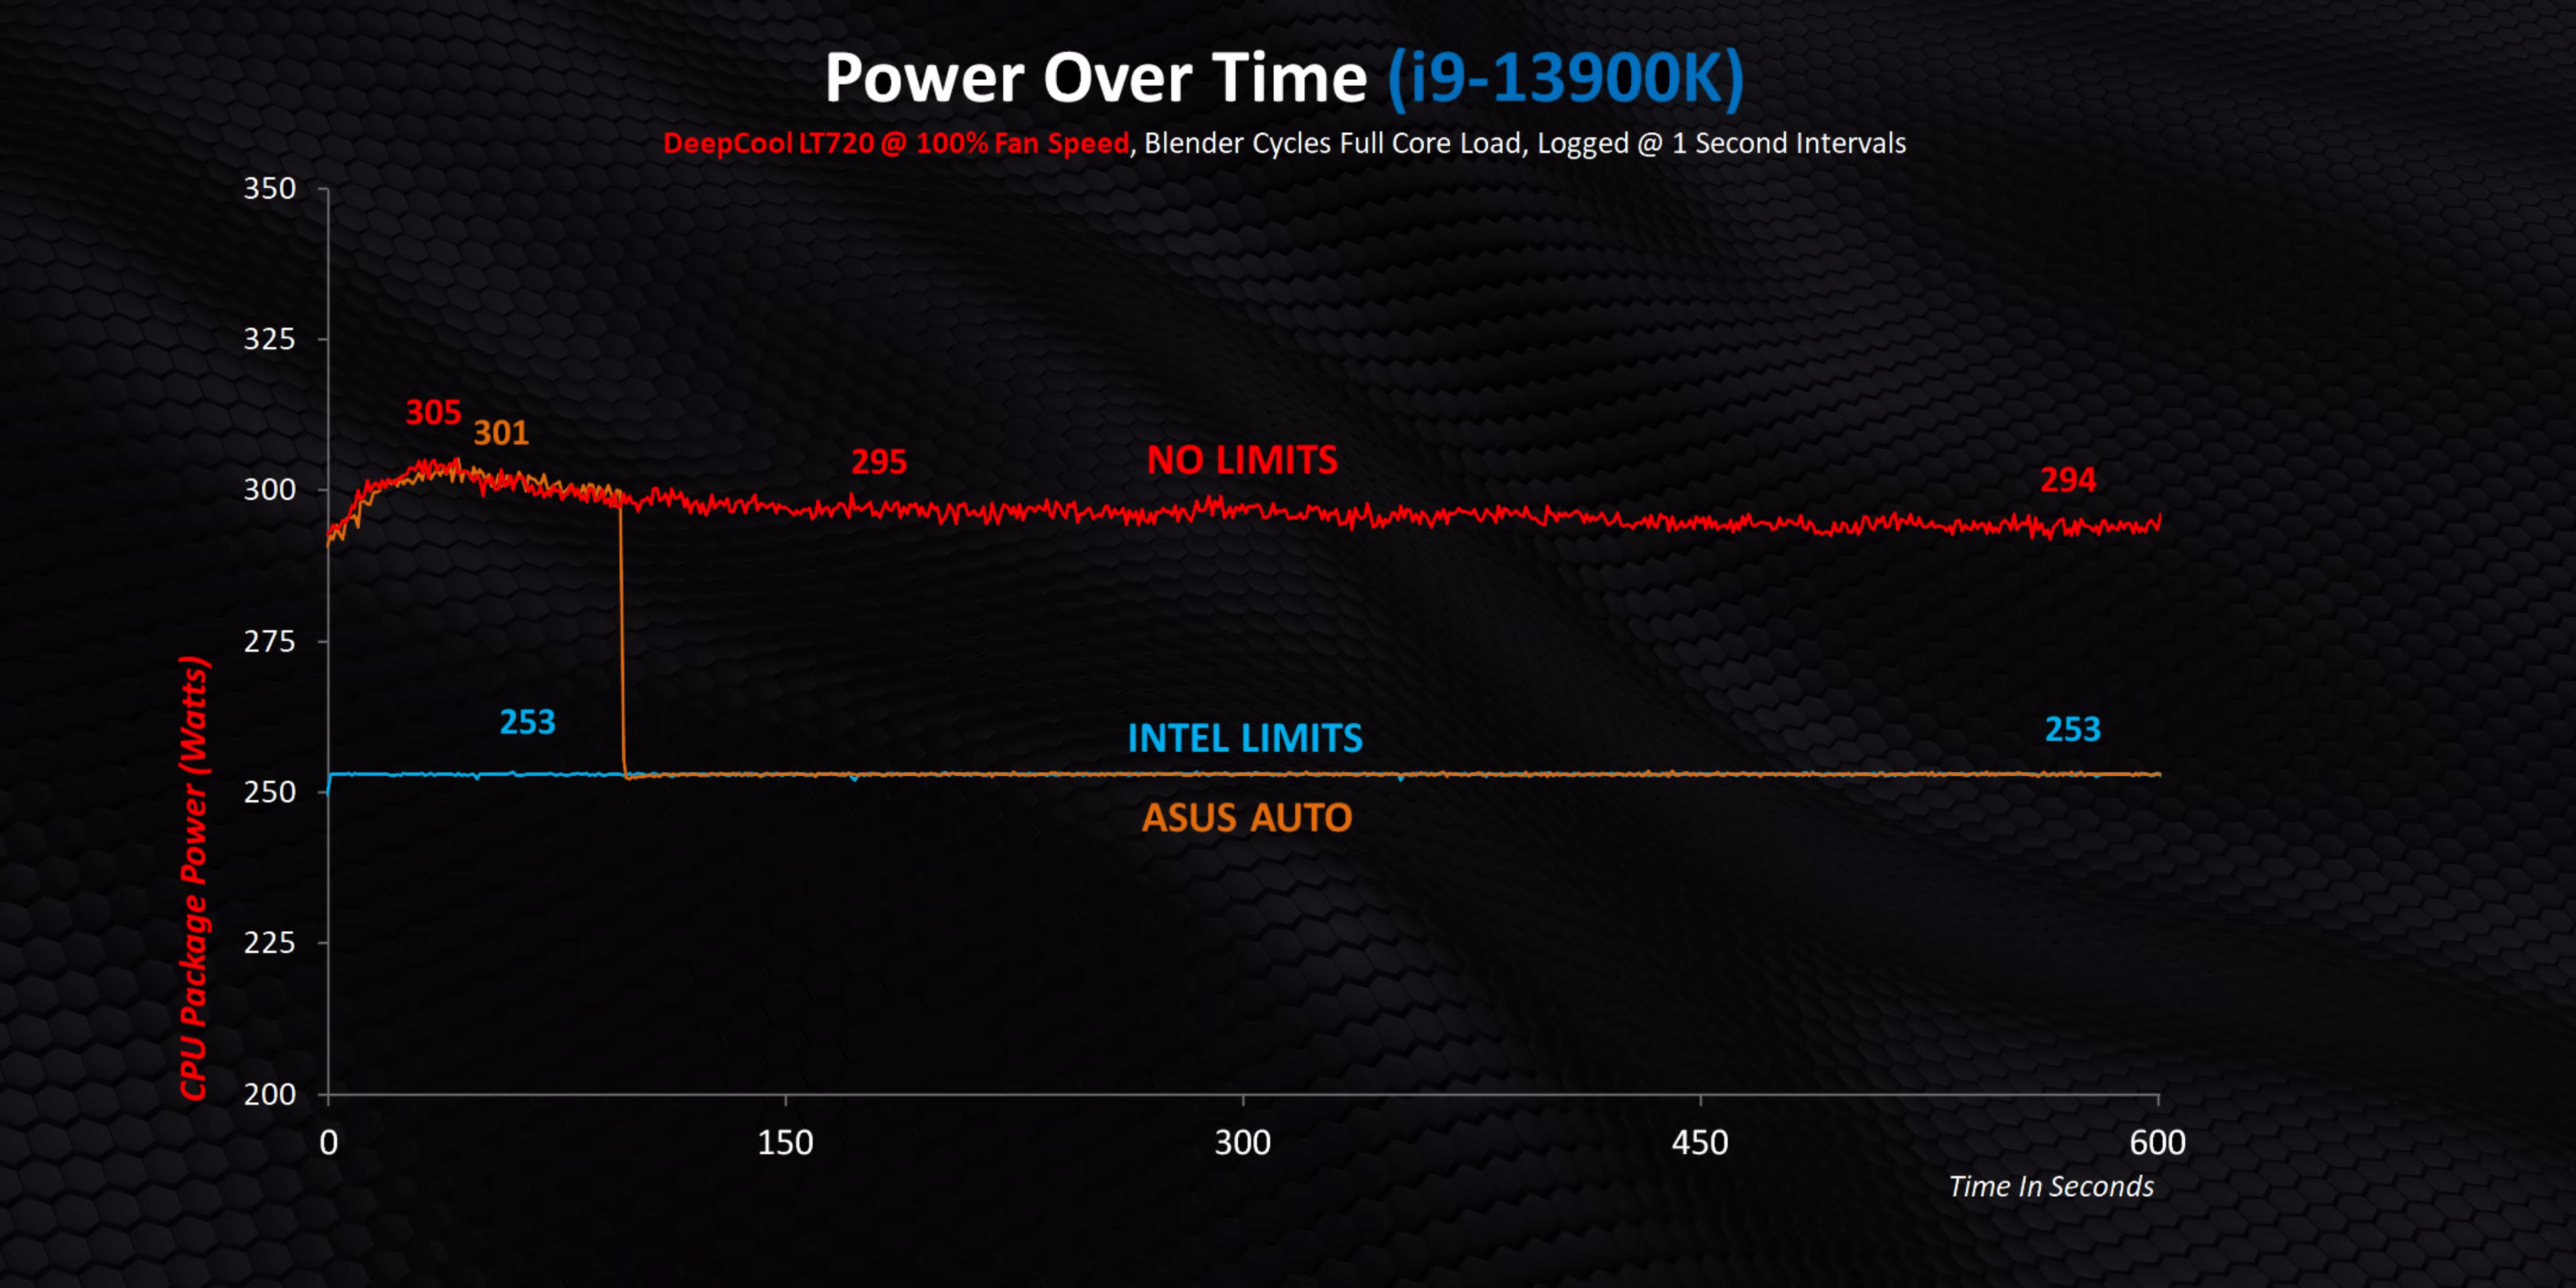 Power Over Time (i9-13900K)
DeepCool LT720 @ 100% Fan Speed, Blender Cycles Full Core Load, Logged @ 1 Second Intervals
350
325
305
301
295
NO LIMITS
294
300
275
253
INTEL LIMITS
253
250
ASUS AUTO
225
200
CPU Package Power (Watts)
0
150
300
450
600
Time In Seconds